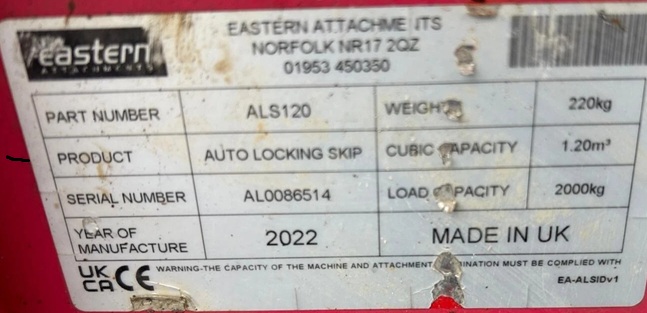 eastern
ATTACHMENTS
EASTERN ATTACHME ITS
NORFOLK NR17 2QZ
01953 450350
PART NUMBER ALS120 WEIGH 220kg
PRODUCT AUTO LOCKING SKIP CUBIC APACITY 1.20m³
SERIAL NUMBER AL0086514 LOAD PACITY 2000kg
YEAR OF
MANUFACTURE 2022 MADE IN UK
UK
CA CE WARNING-THE CAPACITY OF THE MACHINE AND ATTACHMENT INATION MUST BE COMPLIED WITH
EA-ALSIDv1